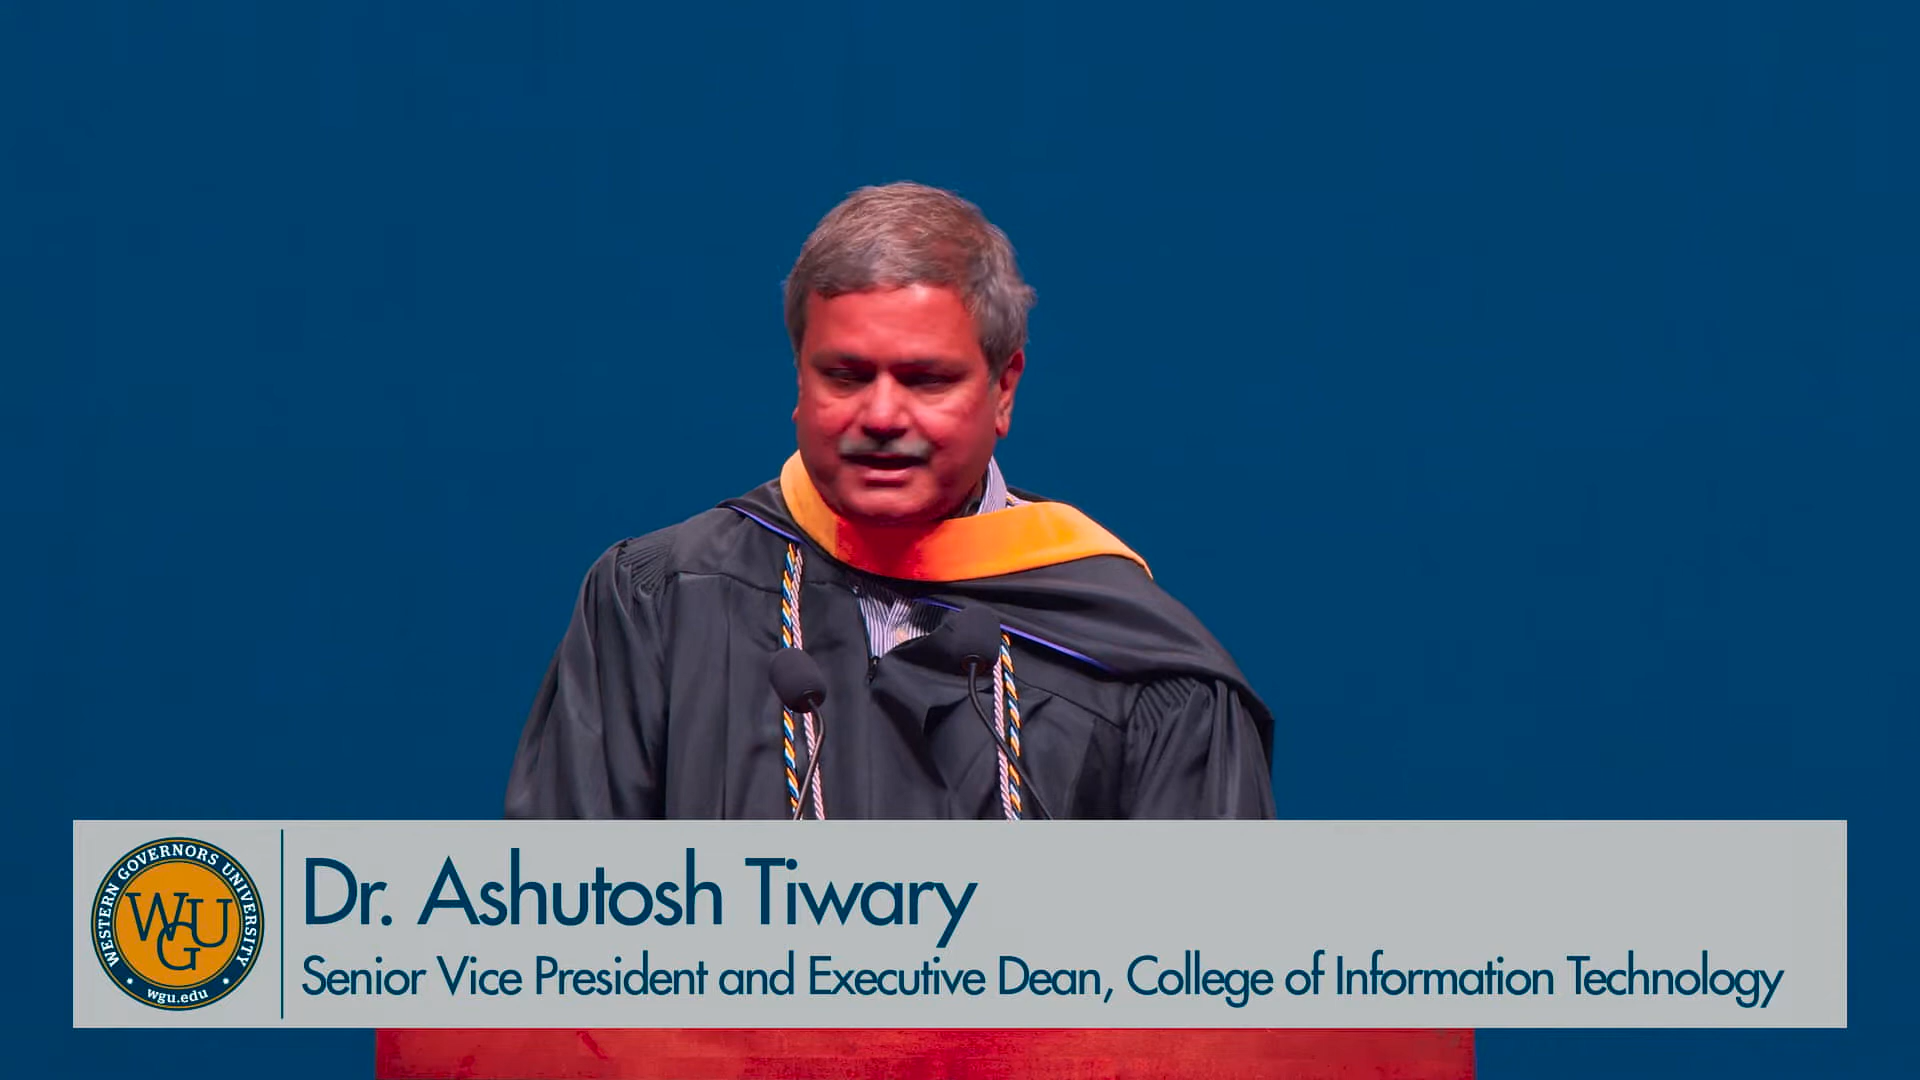 WESTERN GOVERNORS UNIVERSITY
WGU
wgu.edu
Dr. Ashutosh Tiwary
Senior Vice President and Executive Dean, College of Information Technology